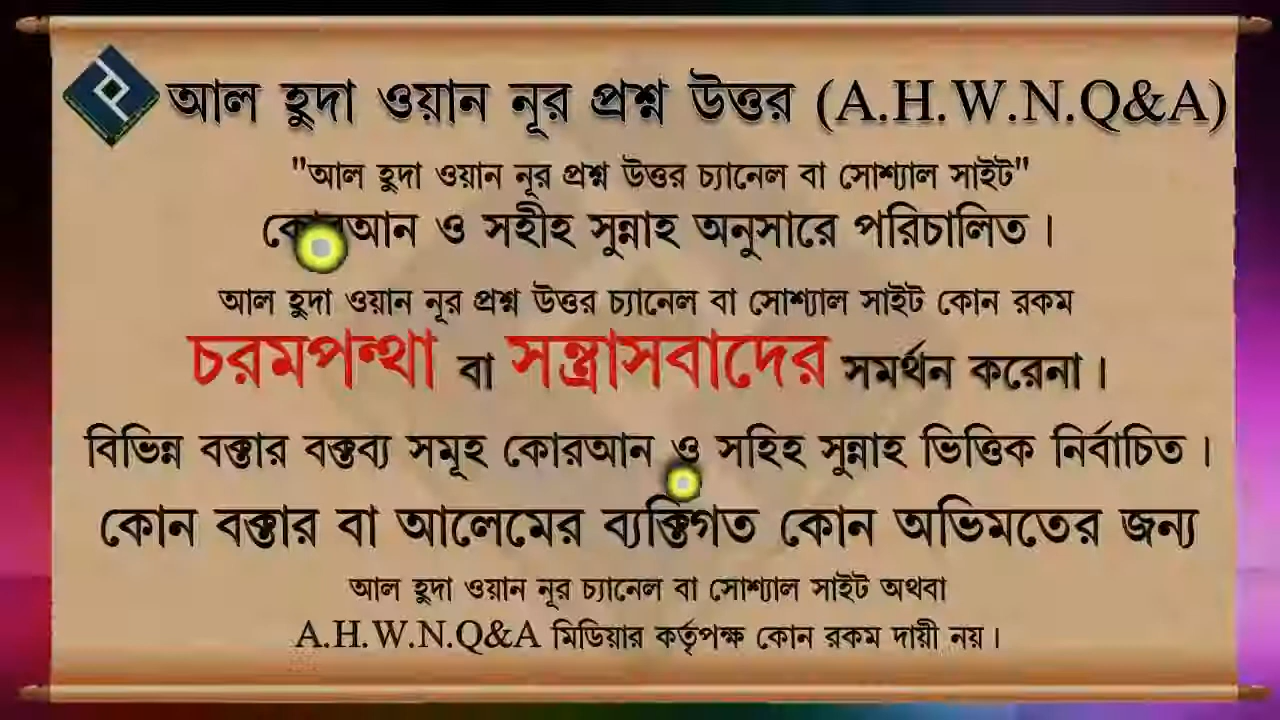 আল হুদা ওয়ান নূর প্রশ্ন উত্তর (A.H.W.N.Q&A)
"আল হুদা ওয়ান নূর প্রশ্ন উত্তর চ্যানেল বা সোশ্যাল সাইট"
কোরআন ও সহীহ সুন্নাহ অনুসারে পরিচালিত।
আল হুদা ওয়ান নূর প্রশ্ন উত্তর চ্যানেল বা সোশ্যাল সাইট কোন রকম
চরমপন্থা বা সন্ত্রাসবাদের সমর্থন করেনা।
বিভিন্ন বক্তার বক্তব্য সমূহ কোরআন ও সহিহ সুন্নাহ ভিত্তিক নির্বাচিত।
কোন বক্তার বা আলেমের ব্যক্তিগত কোন অভিমতের জন্য
আল হুদা ওয়ান নূর চ্যানেল বা সোশ্যাল সাইট অথবা
A.H.W.N.Q&A মিডিয়ার কর্তৃপক্ষ কোন রকম দায়ী নয়।